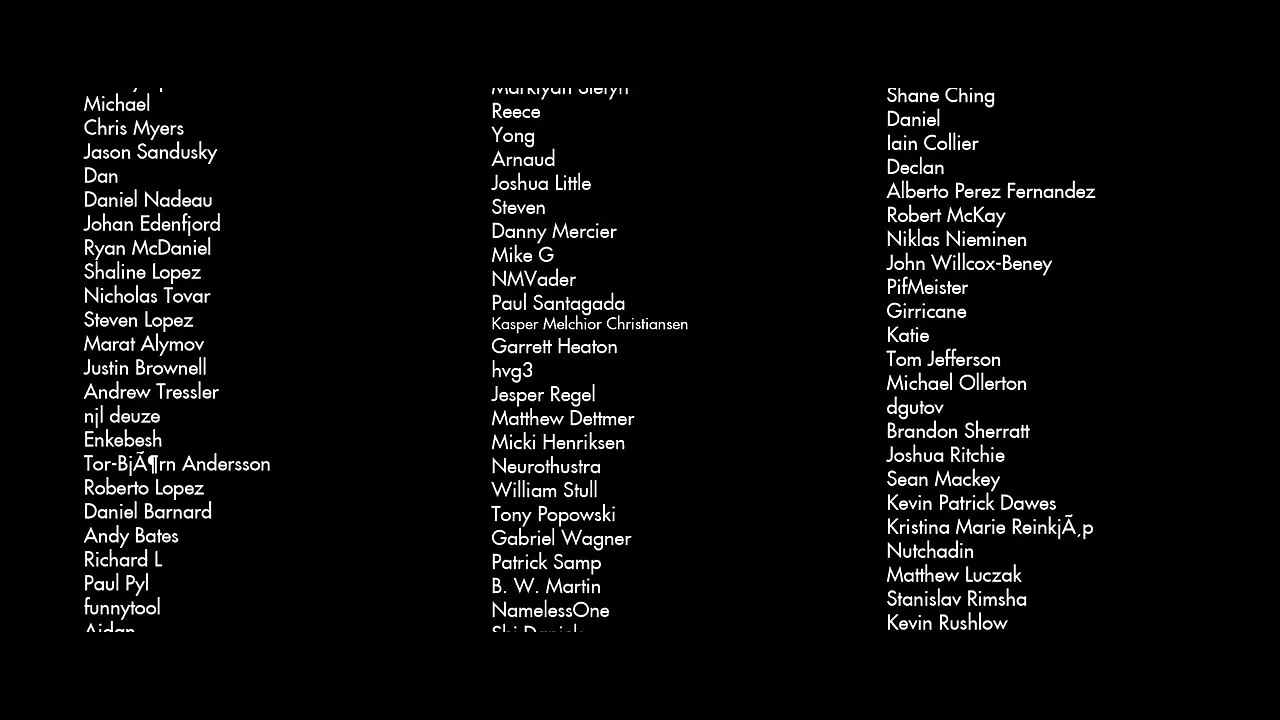 Michael
Chris Myers
Jason Sandusky
Dan
Daniel Nadeau
Johan Edenfjord
Ryan McDaniel
Shaline Lopez
Nicholas Tovar
Steven Lopez
Marat Alymov
Justin Brownell
Andrew Tressler
njl deuze
Enkebesh
Tor-BjÃ¶rn Andersson
Roberto Lopez
Daniel Barnard
Andy Bates
Richard L
Paul Pyl
funnytool
Aidan
Reece
Yong
Arnaud
Joshua Little
Steven
Danny Mercier
Mike G
NMVader
Paul Santagada
Kasper Melchior Christiansen
Garrett Heaton
hvg3
Jesper Regel
Matthew Dettmer
Micki Henriksen
Neurothustra
William Stull
Tony Popowski
Gabriel Wagner
Patrick Samp
B. W. Martin
NamelessOne
Shane Ching
Daniel
Iain Collier
Declan
Alberto Perez Fernandez
Robert McKay
Niklas Nieminen
John Willcox-Beney
PifMeister
Girricane
Katie
Tom Jefferson
Michael Ollerton
dgutov
Brandon Sherratt
Joshua Ritchie
Sean Mackey
Kevin Patrick Dawes
Kristina Marie ReinkjÃ‚p
Nutchadin
Matthew Luczak
Stanislav Rimsha
Kevin Rushlow